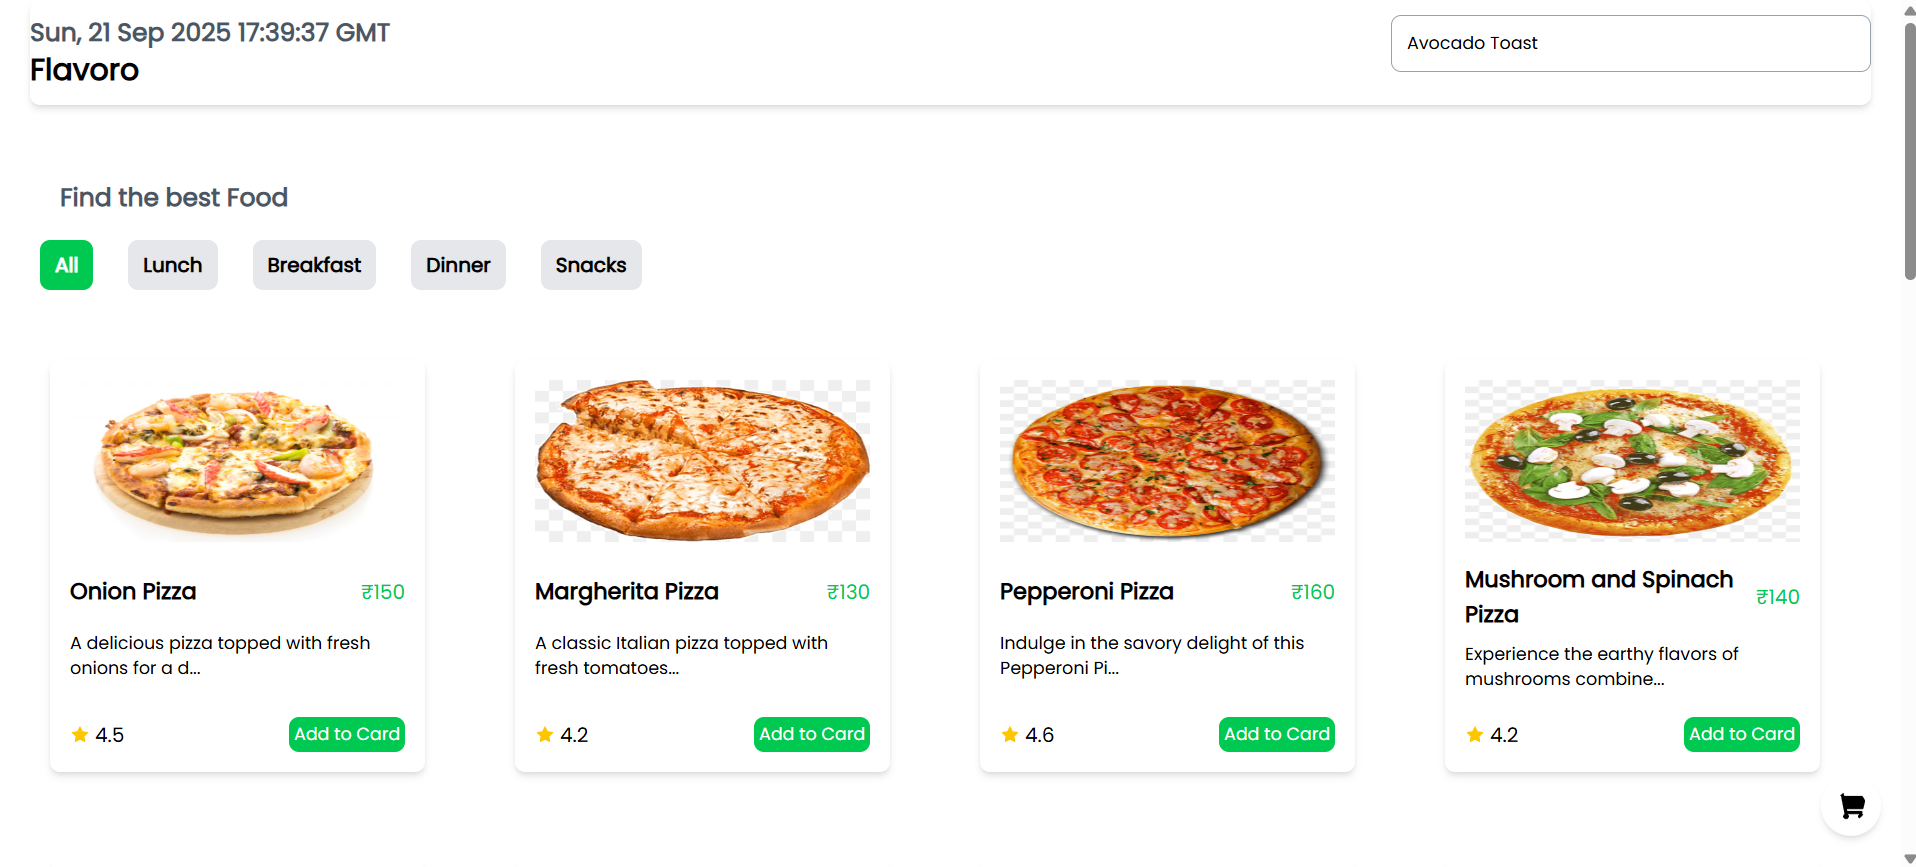 Sun, 21 Sep 2025 17:39:37 GMT
Flavoro
Avocado Toast
Find the best Food
All
Lunch
Breakfast
Dinner
Snacks
Onion Pizza
₹150
A delicious pizza topped with fresh
onions for a d...
4.5
Add to Card
Margherita Pizza
₹130
A classic Italian pizza topped with
fresh tomatoes...
4.2
Add to Card
Pepperoni Pizza
₹160
Indulge in the savory delight of this
Pepperoni Pi...
4.6
Add to Card
Mushroom and Spinach
Pizza
₹140
Experience the earthy flavors of
mushrooms combine...
4.2
Add to Card